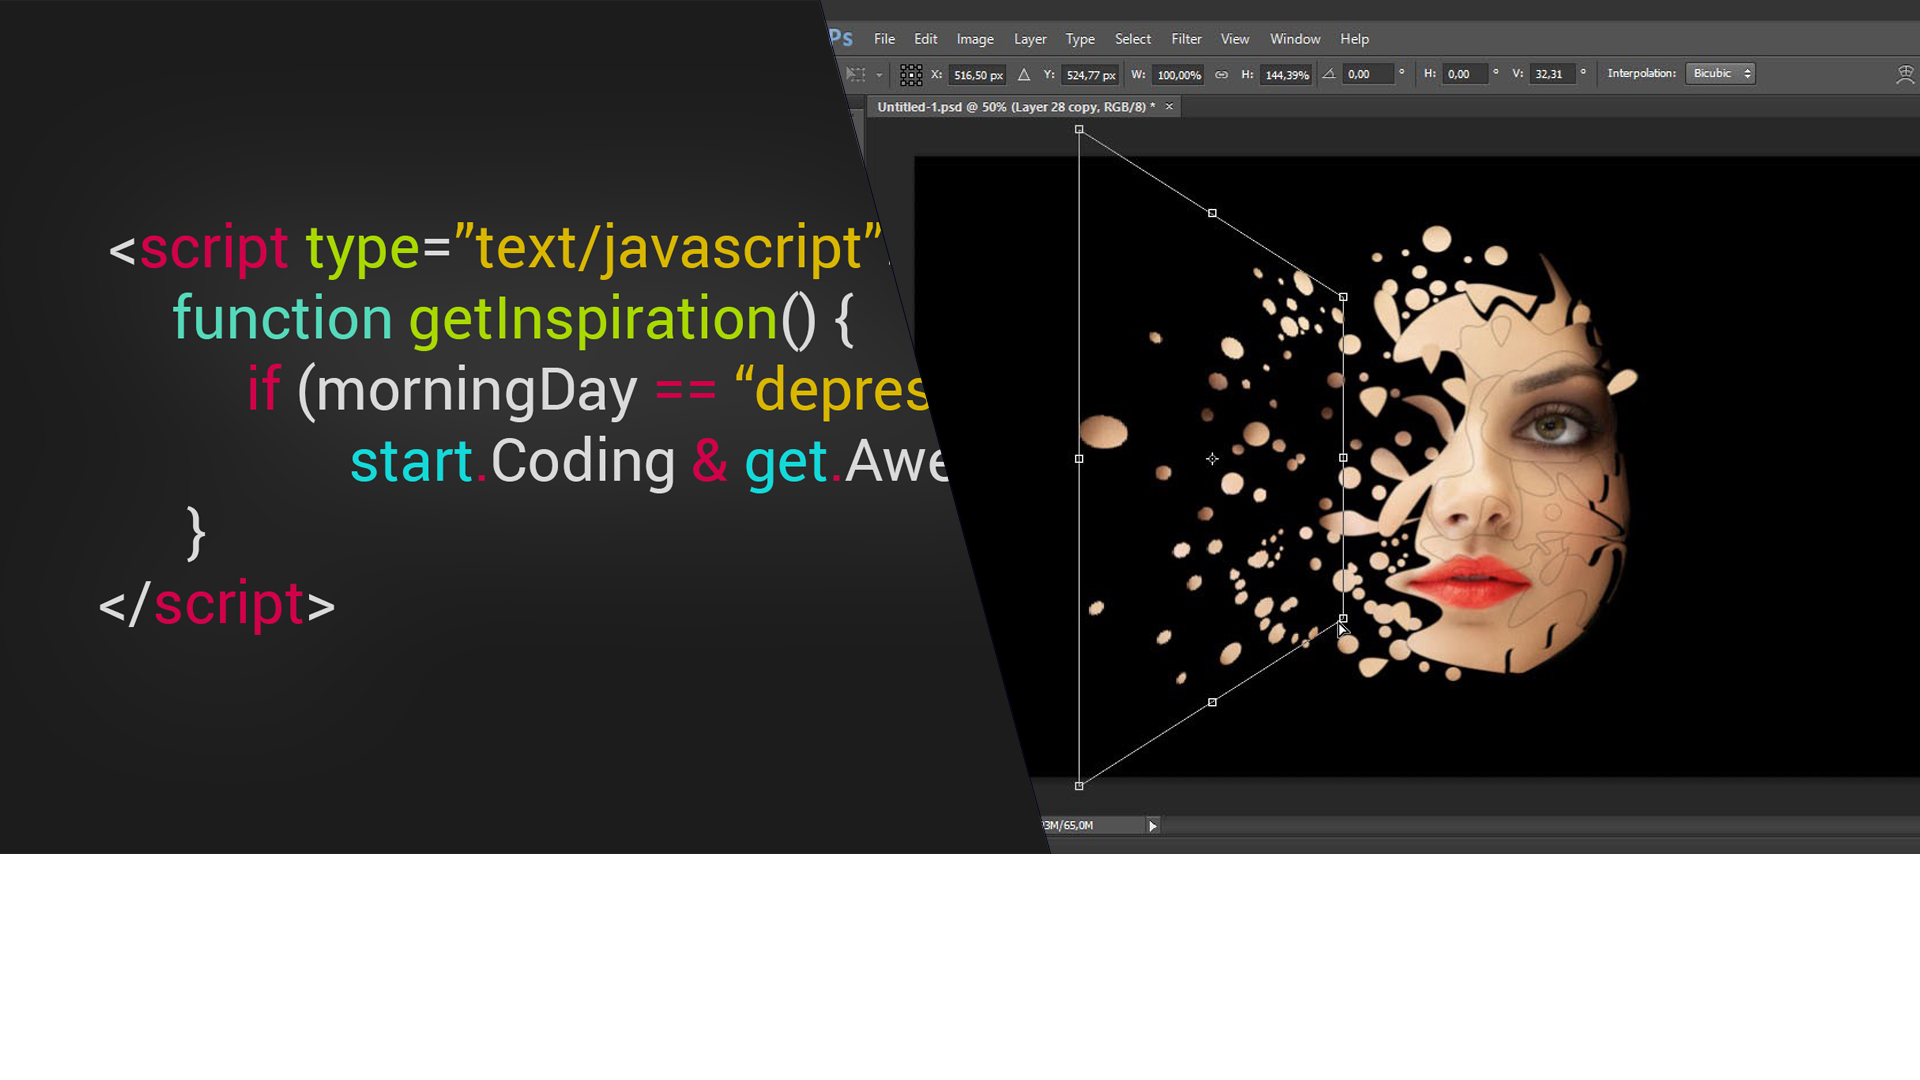 <script type=”text/javascript”
function getInspiration() {
if (morningDay == “depres
start.Coding & get.Awe
}
</script>
Ps File Edit Image Layer Type Select Filter View Window Help
X: 516,50 px Y: 524,77 px W: 100,00% H: 144,39% 0,00 ° H: 0,00 ° V: 32,31 ° Interpolation: Bicubic
Untitled-1.psd @ 50% (Layer 28 copy, RGB/8) * ×
3M/65,0M